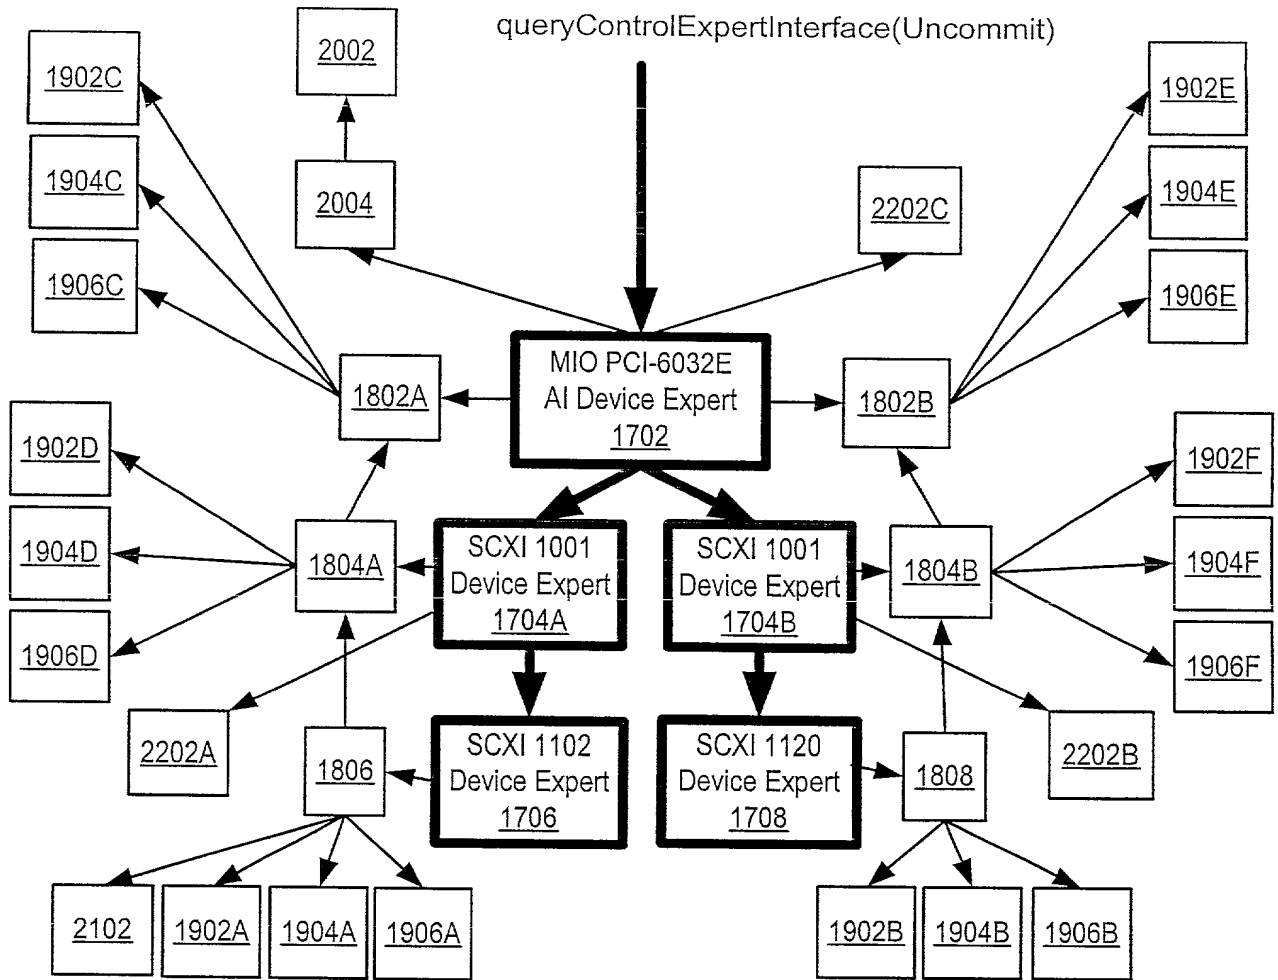 queryControlExpertInterface(Uncommit)
2002
1902C
1902E
1904C
2004
2202C
1904E
1906C
1906E
MIO PCI-6032E
AI Device Expert
1702
1802A
1802B
1902D
1902F
1904D
1804A
SCXI 1001
Device Expert
1704A
SCXI 1001
Device Expert
1704B
1804B
1904F
1906D
1906F
2202A
1806
SCXI 1102
Device Expert
1706
SCXI 1120
Device Expert
1708
1808
2202B
2102
1902A
1904A
1906A
1902B
1904B
1906B